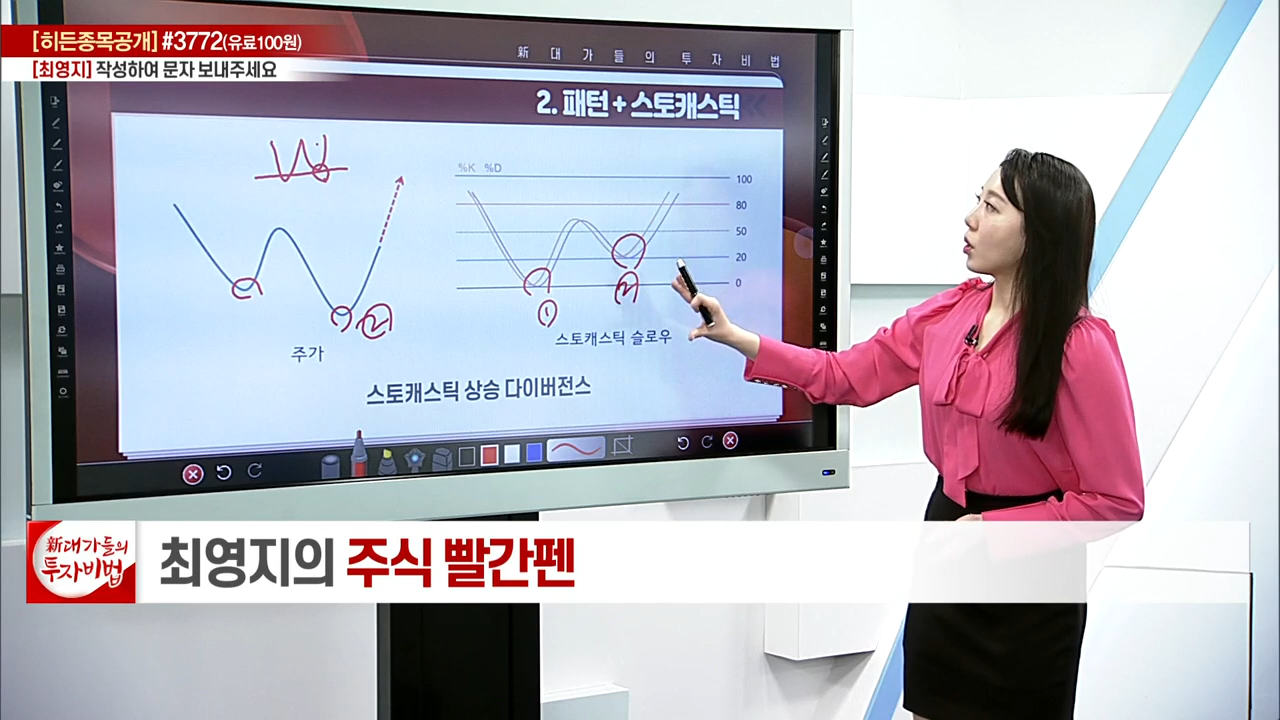 [히든종목공개] #3772(유료100원)
[최영지] 작성하여 문자 보내주세요
新 대 가 들 의 투 자 비 법
2. 패턴 + 스토캐스틱
%K %D
100
80
50
20
0
① ②
②
주가
스토캐스틱 슬로우
스토캐스틱 상승 다이버전스
新대가들의
투자비법
최영지의 주식 빨간펜